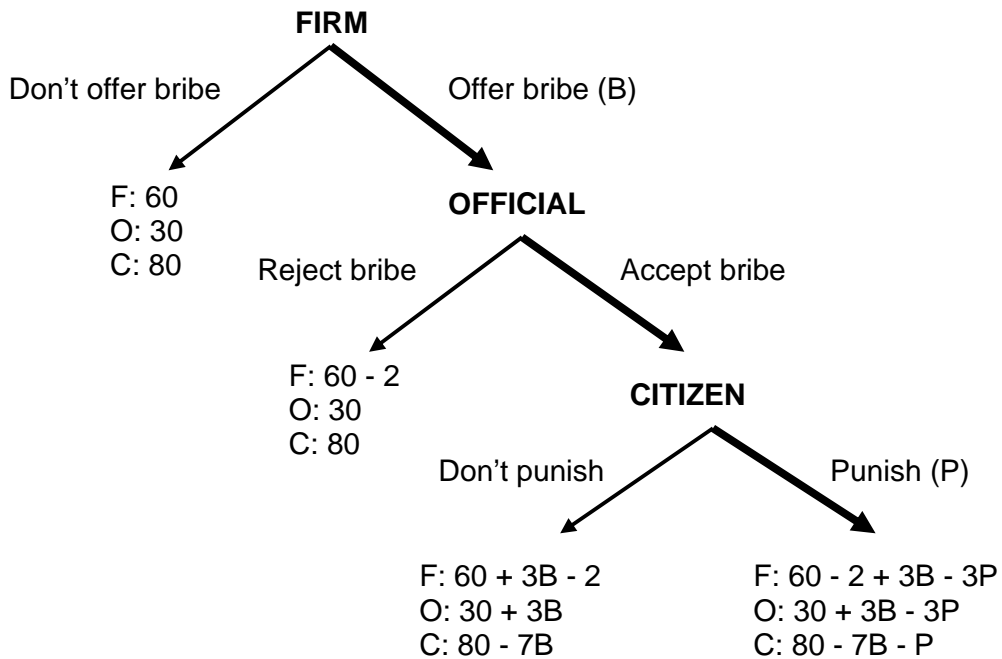 FIRM
Don't offer bribe
Offer bribe (B)
F: 60
O: 30
C: 80
OFFICIAL
Reject bribe
Accept bribe
F: 60 - 2
O: 30
C: 80
CITIZEN
Don't punish
Punish (P)
F: 60 + 3B - 2
O: 30 + 3B
C: 80 - 7B
F: 60 - 2 + 3B - 3P
O: 30 + 3B - 3P
C: 80 - 7B - P